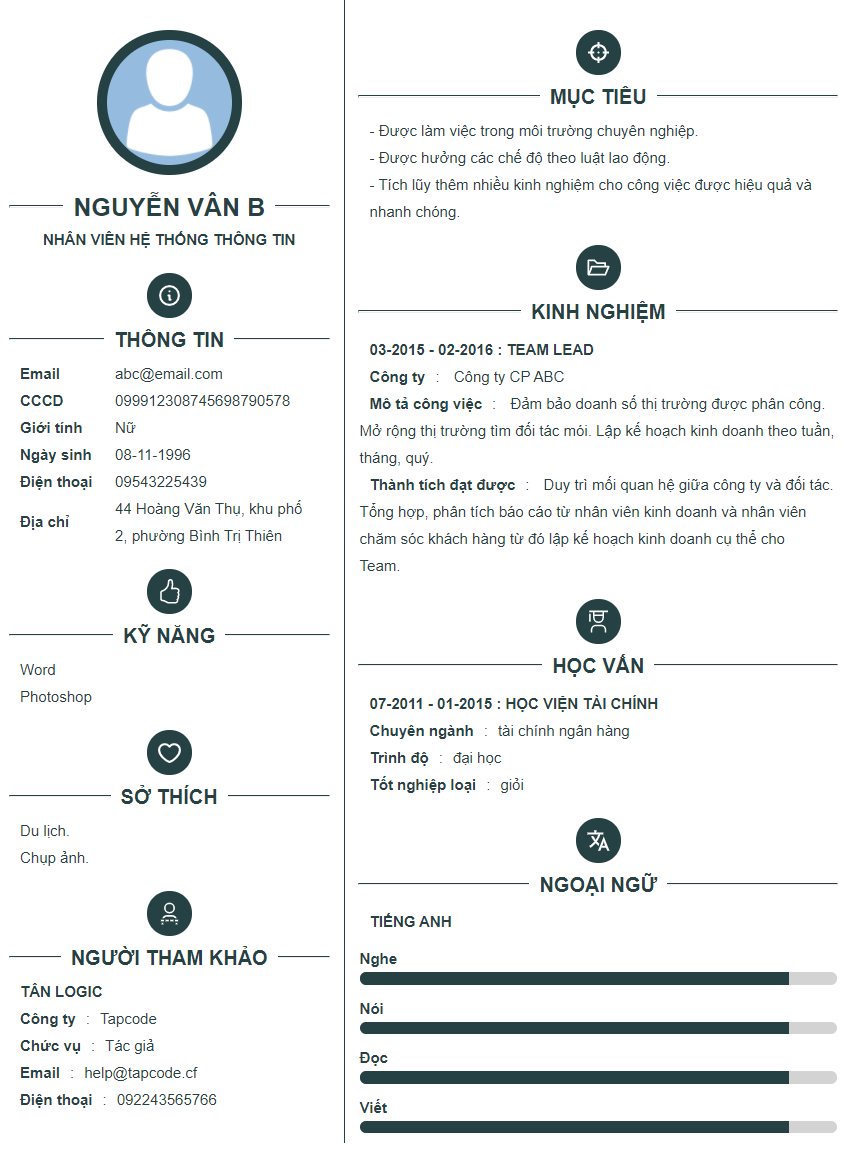 NGUYỄN VÂN B
NHÂN VIÊN HỆ THỐNG THÔNG TIN
THÔNG TIN
Email abc@email.com
CCCD 099912308745698790578
Giới tính Nữ
Ngày sinh 08-11-1996
Điện thoại 09543225439
Địa chỉ 44 Hoàng Văn Thụ, khu phố
2, phường Bình Trị Thiên
KỸ NĂNG
Word
Photoshop
SỞ THÍCH
Du lịch.
Chụp ảnh.
NGƯỜI THAM KHẢO
TÂN LOGIC
Công ty : Tapcode
Chức vụ : Tác giả
Email : help@tapcode.cf
Điện thoại : 092243565766
MỤC TIÊU
- Được làm việc trong môi trường chuyên nghiệp.
- Được hưởng các chế độ theo luật lao động.
- Tích lũy thêm nhiều kinh nghiệm cho công việc được hiệu quả và
nhanh chóng.
KINH NGHIỆM
03-2015 - 02-2016 : TEAM LEAD
Công ty : Công ty CP ABC
Mô tả công việc : Đảm bảo doanh số thị trường được phân công.
Mở rộng thị trường tìm đối tác mói. Lập kế hoạch kinh doanh theo tuần,
tháng, quý.
Thành tích đạt được : Duy trì mối quan hệ giữa công ty và đối tác.
Tổng hợp, phân tích báo cáo từ nhân viên kinh doanh và nhân viên
chăm sóc khách hàng từ đó lập kế hoạch kinh doanh cụ thể cho
Team.
HỌC VẤN
07-2011 - 01-2015 : HỌC VIỆN TÀI CHÍNH
Chuyên ngành : tài chính ngân hàng
Trình độ : đại học
Tốt nghiệp loại : giỏi
NGOẠI NGỮ
TIẾNG ANH
Nghe
Nói
Đọc
Viết